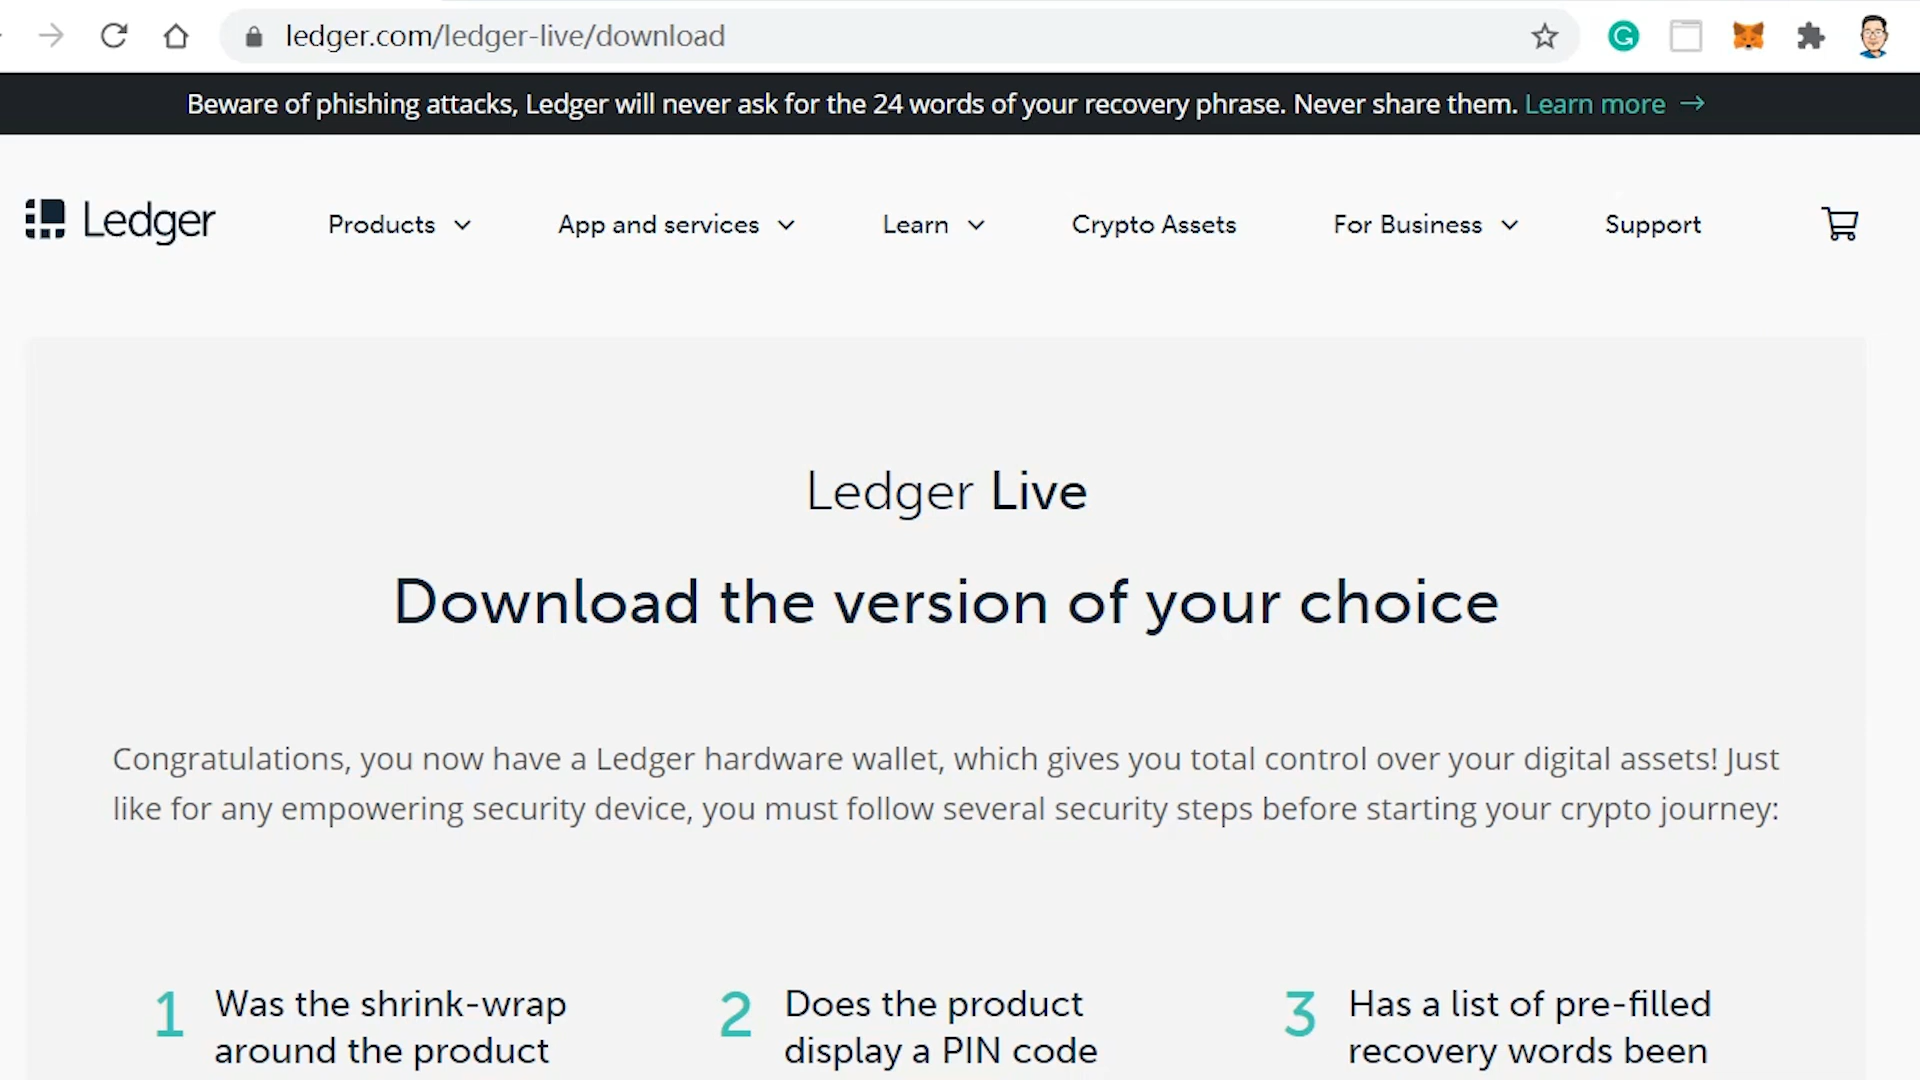 ledger.com/ledger-live/download
Beware of phishing attacks, Ledger will never ask for the 24 words of your recovery phrase. Never share them. Learn more →
Ledger
Products
App and services
Learn
Crypto Assets
For Business
Support
Ledger Live
Download the version of your choice
Congratulations, you now have a Ledger hardware wallet, which gives you total control over your digital assets! Just
like for any empowering security device, you must follow several security steps before starting your crypto journey:
1 Was the shrink-wrap
around the product
2 Does the product
display a PIN code
3 Has a list of pre-filled
recovery words been